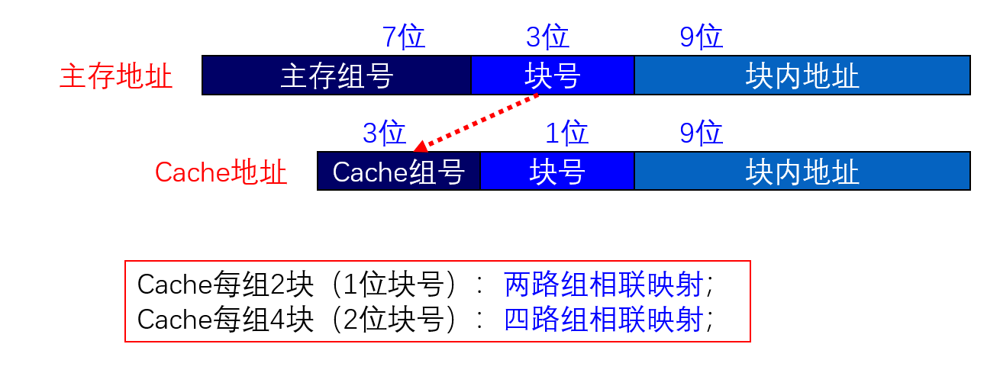 7位 3位 9位
主存地址 主存组号 块号 块内地址
3位 1位 9位
Cache地址 Cache组号 块号 块内地址
Cache每组2块（1位块号）：两路组相联映射；
Cache每组4块（2位块号）：四路组相联映射；